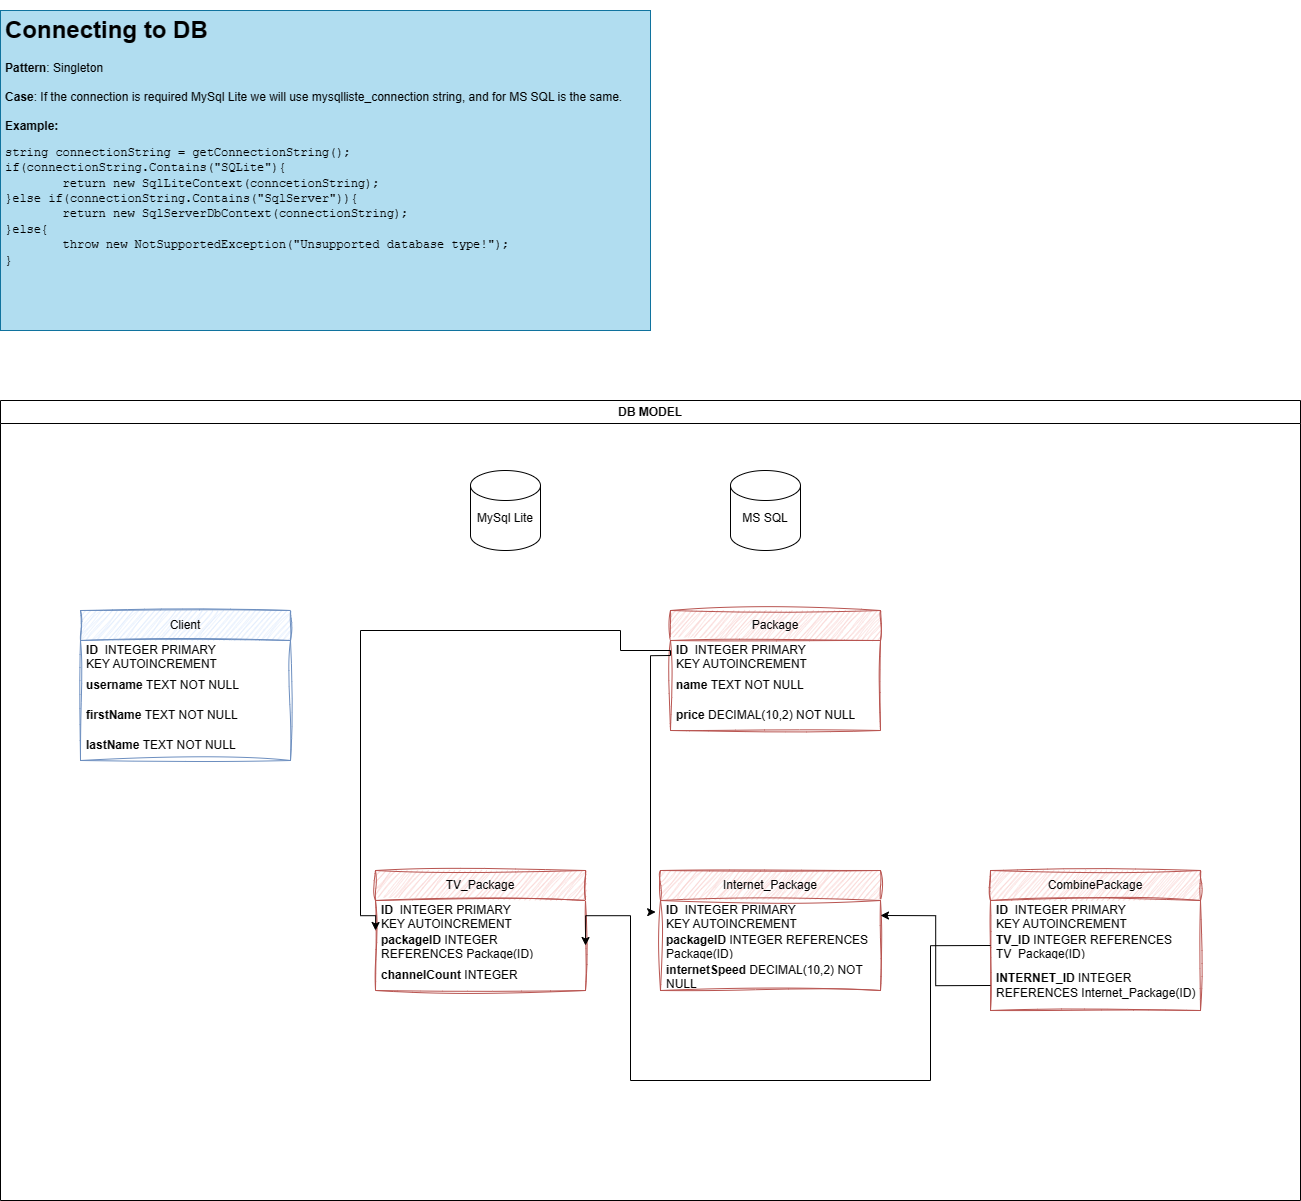 Connecting to DB
Pattern: Singleton
Case: If the connection is required MySql Lite we will use mysqlliste_connection string, and for MS SQL is the same.
Example:
string connectionString = getConnectionString();
if(connectionString.Contains("SQLite"){
return new SqlLiteContext(conncetionString);
}else if(connectionString.Contains("SqlServer")){
return new SqlServerDbContext(connectionString);
}else{
throw new NotSupportedException("Unsupported database type!");
}
DB MODEL
MySql Lite
MS SQL
Client
ID INTEGER PRIMARY
KEY AUTOINCREMENT
username TEXT NOT NULL
firstName TEXT NOT NULL
lastName TEXT NOT NULL
Package
ID INTEGER PRIMARY
KEY AUTOINCREMENT
name TEXT NOT NULL
price DECIMAL(10,2) NOT NULL
TV_Package
ID INTEGER PRIMARY
KEY AUTOINCREMENT
packageID INTEGER
REFERENCES Package(ID)
channelCount INTEGER
Internet_Package
ID INTEGER PRIMARY
KEY AUTOINCREMENT
packageID INTEGER REFERENCES
Package(ID)
internetSpeed DECIMAL(10,2) NOT
NULL
CombinePackage
ID INTEGER PRIMARY
KEY AUTOINCREMENT
TV_ID INTEGER REFERENCES
TV_Package(ID)
INTERNET_ID INTEGER
REFERENCES Internet_Package(ID)